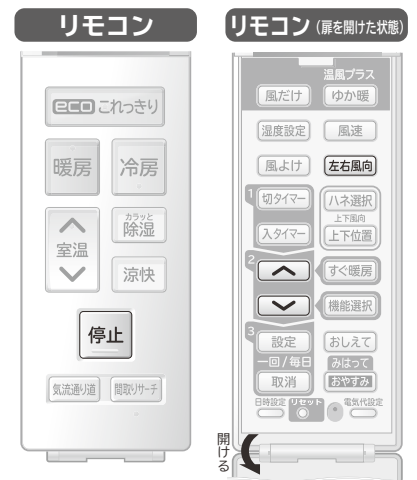 リモコン
eco これっきり
暖房
冷房
室温
カラッと
除湿
涼快
停止
気流通り道
間取りサーチ
リモコン（扉を開けた状態）
温風プラス
風だけ
ゆか暖
湿度設定
風速
風よけ
左右風向
1
切タイマー
ハネ選択
上下風向
入タイマー
上下位置
2
すぐ暖房
機能選択
3
設定
おしえて
一回/毎日
みはって
取消
おやすみ
日時設定
リセット
電気代設定
開ける